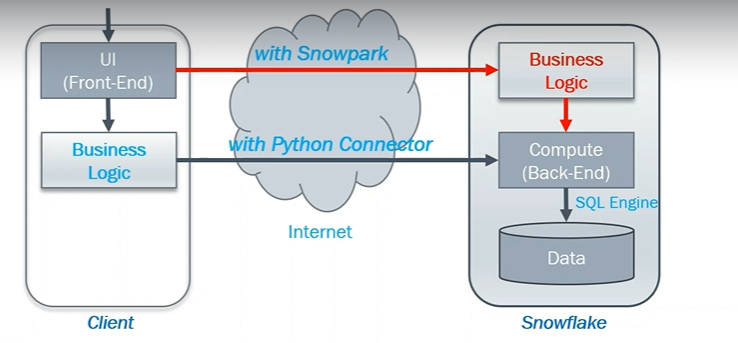 UI
(Front-End)
with Snowpark
Business
Logic
Business
Logic
with Python Connector
Compute
(Back-End)
SQL Engine
Internet
Data
Client
Snowflake